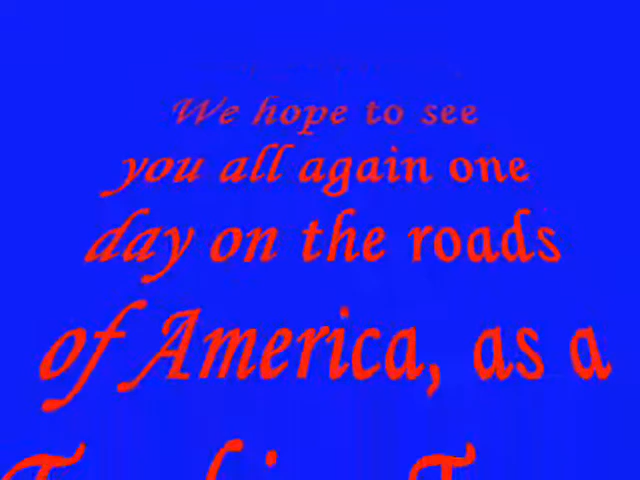 We hope to see
you all again one
day on the roads
of America, as a